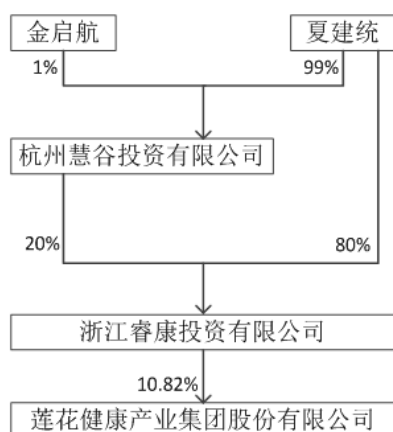 金启航 夏建统
1% 99%
杭州慧谷投资有限公司
20% 80%
浙江睿康投资有限公司
10.82%
莲花健康产业集团股份有限公司